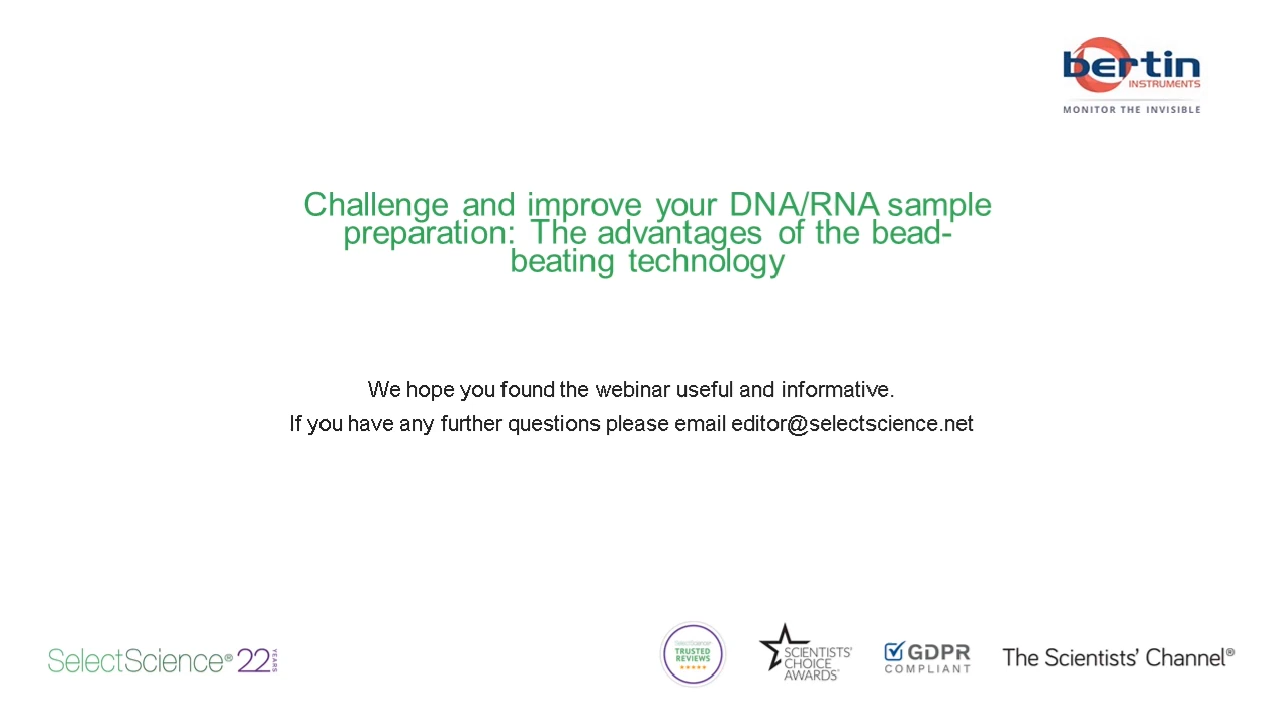 bertin
INSTRUMENTS
MONITOR THE INVISIBLE
Challenge and improve your DNA/RNA sample
preparation: The advantages of the bead-
beating technology
We hope you found the webinar useful and informative.
If you have any further questions please email editor@selectscience.net
SelectScience® 22 YEARS
SelectScience®
TRUSTED
REVIEWS
SCIENTISTS'
CHOICE
AWARDS®
GDPR
COMPLIANT
The Scientists' Channel®